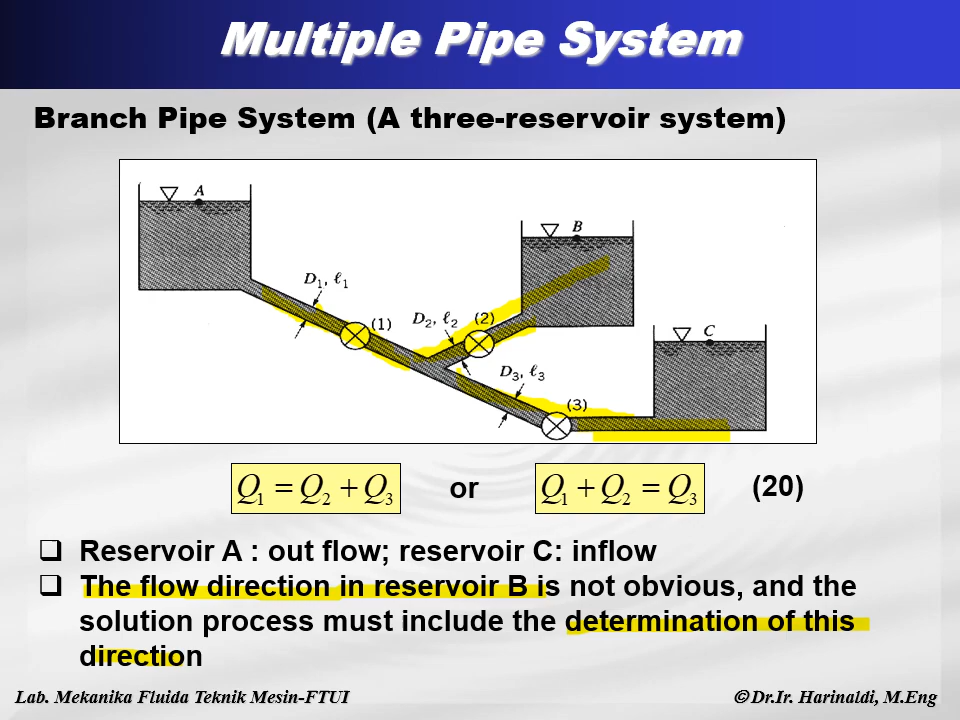 Multiple Pipe System
Branch Pipe System (A three-reservoir system)
A
B
D₁, ℓ₁
(1)
D₂, ℓ₂
(2)
C
D₃, ℓ₃
(3)
Q₁ = Q₂ + Q₃ or Q₁ + Q₂ = Q₃ (20)
❑ Reservoir A : out flow; reservoir C: inflow
❑ The flow direction in reservoir B is not obvious, and the
solution process must include the determination of this
direction
Lab. Mekanika Fluida Teknik Mesin-FTUI
©Dr.Ir. Harinaldi, M.Eng